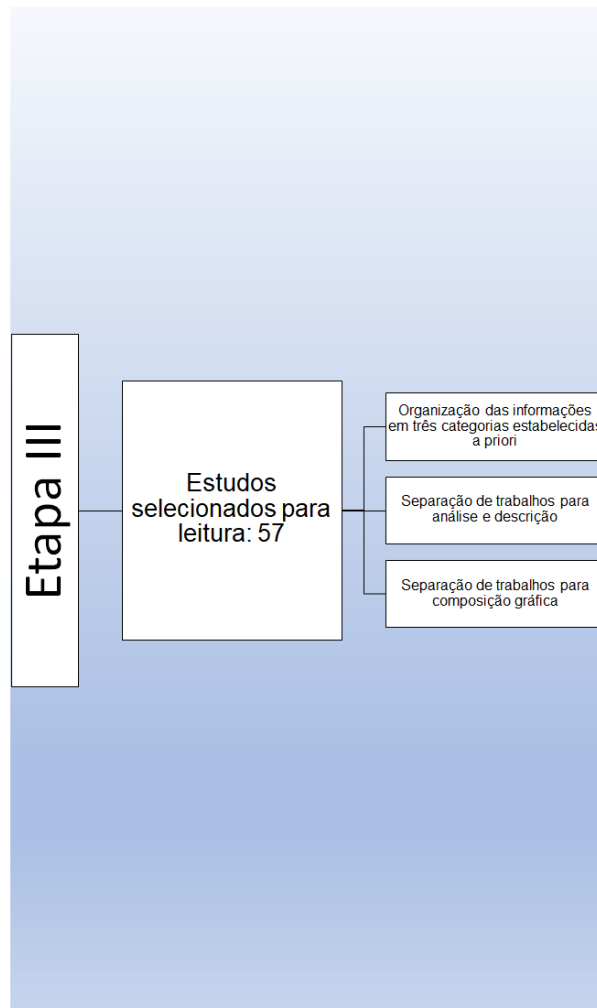 Etapa III
Estudos
selecionados para
leitura: 57
Organização das informações
em três categorias estabelecidas
a priori
Separação de trabalhos para
análise e descrição
Separação de trabalhos para
composição gráfica